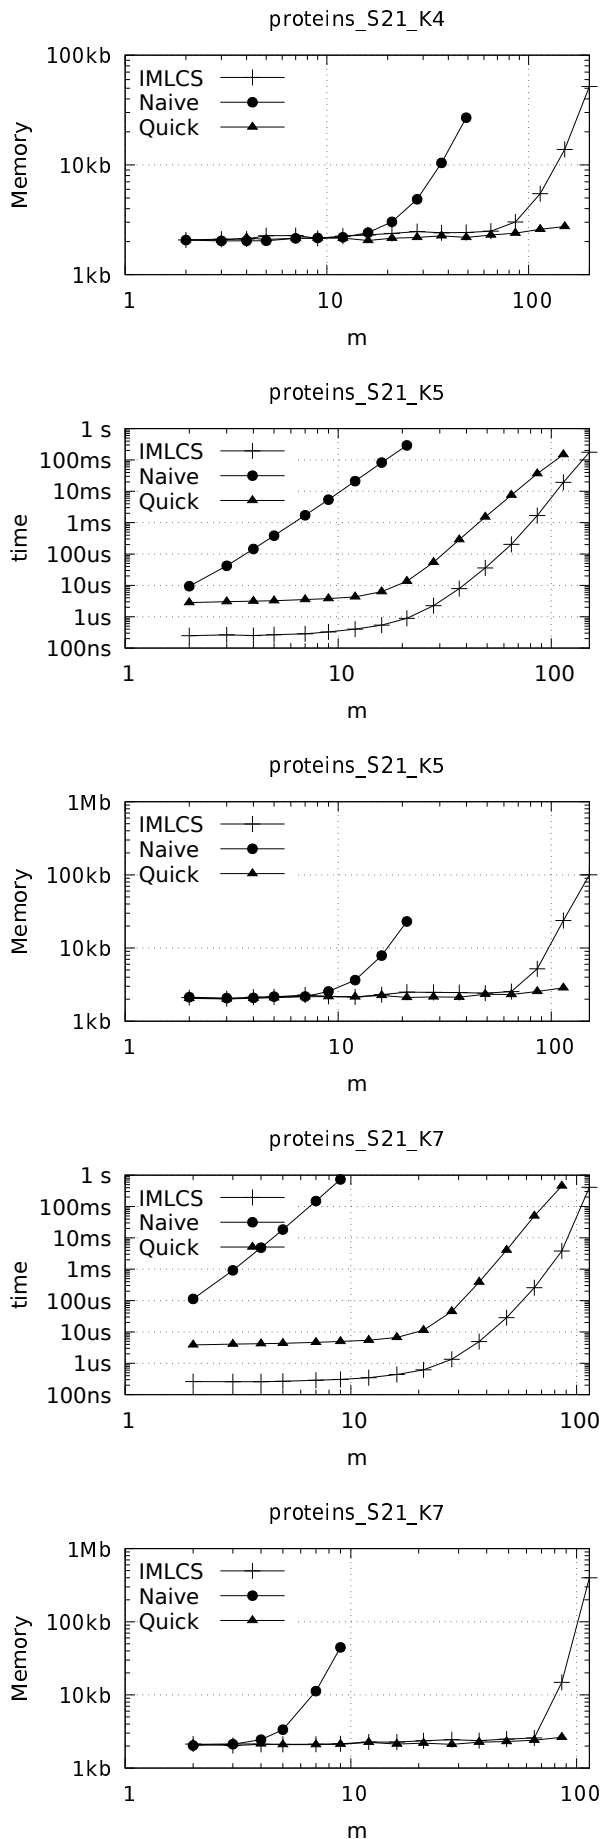 proteins_S21_K4
100kb
IMLCS
Naive
Quick
10kb
Memory
1kb
1 10 100
m
proteins_S21_K5
1 s
IMLCS
100ms
Naive
10ms
Quick
1ms
time
100us
10us
1us
100ns
1 10 100
m
proteins_S21_K5
1Mb
IMLCS
Naive
100kb
Quick
Memory
10kb
1kb
1 10 100
m
proteins_S21_K7
1 s
IMLCS
100ms
Naive
10ms
Quick
1ms
time
100us
10us
1us
100ns
1 10 100
m
proteins_S21_K7
1Mb
IMLCS
Naive
100kb
Quick
Memory
10kb
1kb
1 10 100
m